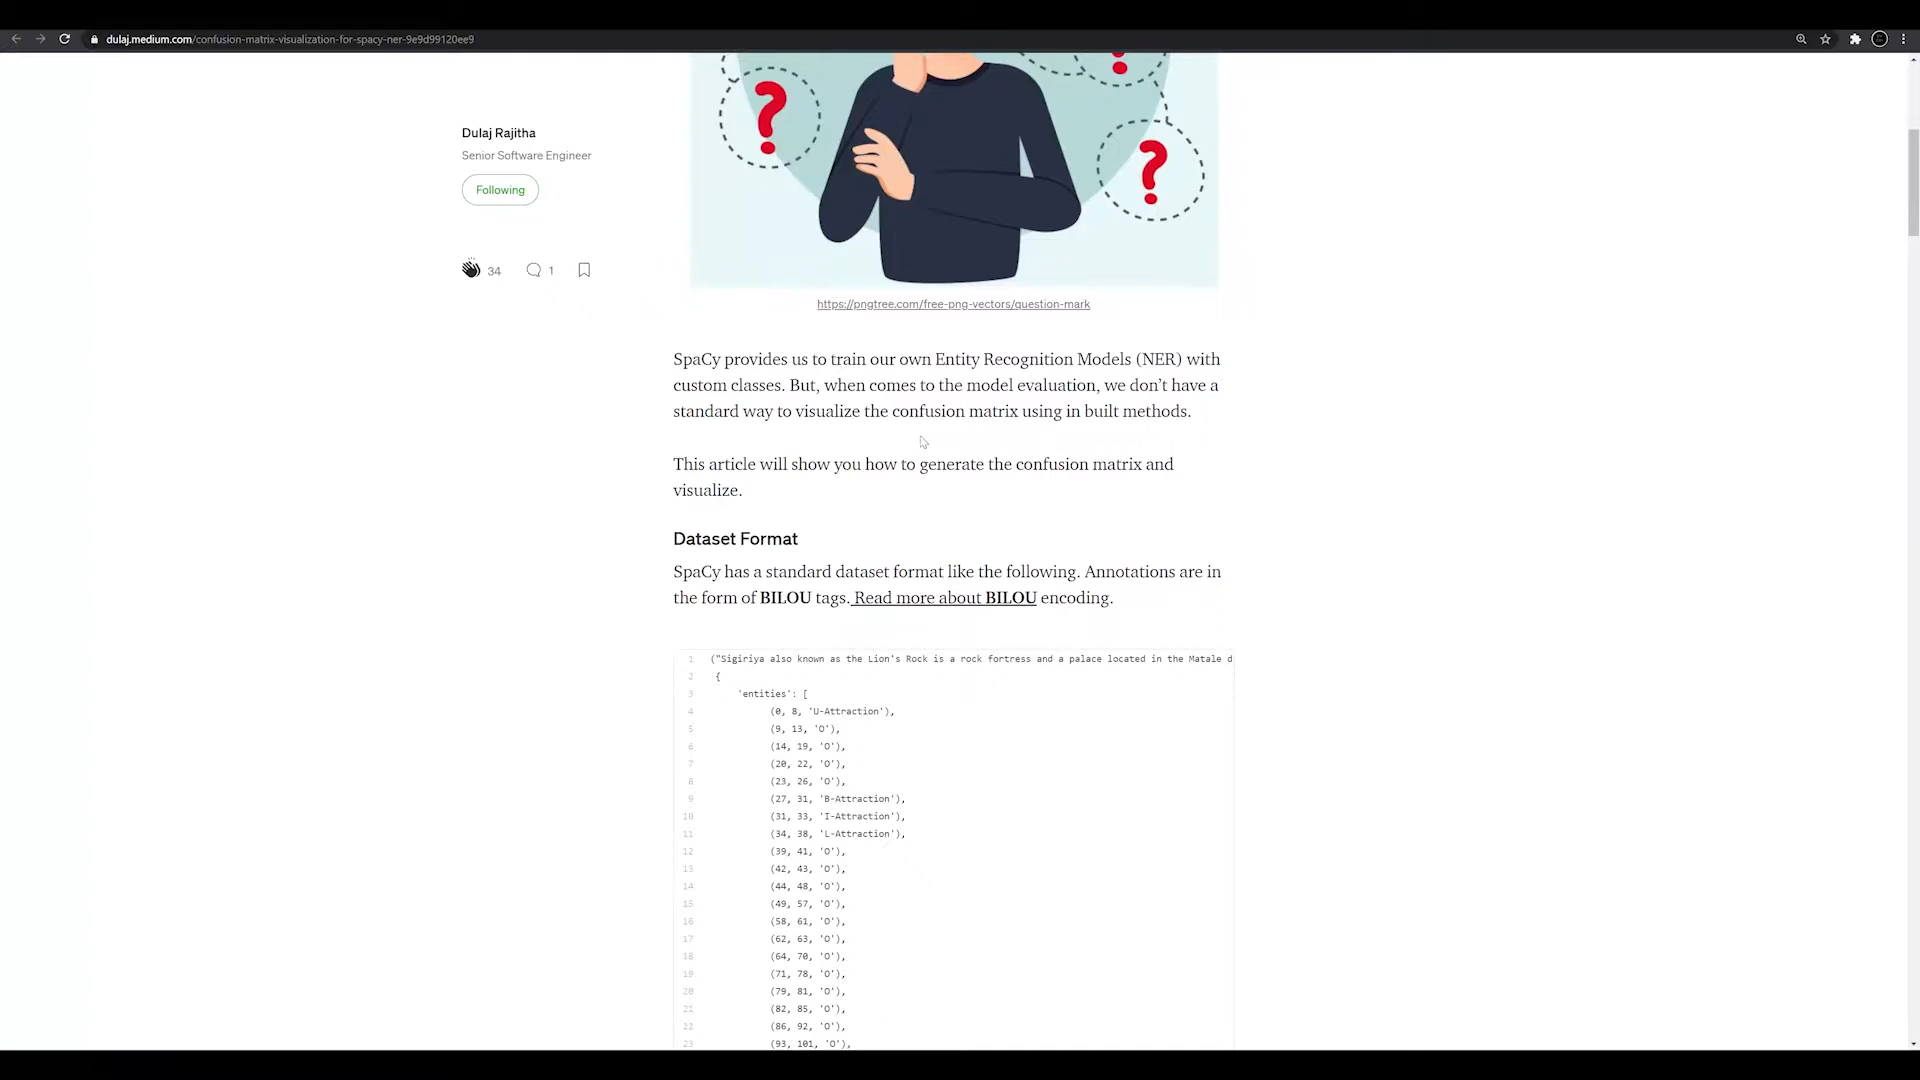 dulaj.medium.com/confusion-matrix-visualization-for-spacy-ner-9e9d99120ee9
Dulaj Rajitha
Senior Software Engineer
Following
34
1
? ? ?
https://pngtree.com/free-png-vectors/question-mark
SpaCy provides us to train our own Entity Recognition Models (NER) with
custom classes. But, when comes to the model evaluation, we don't have a
standard way to visualize the confusion matrix using in built methods.
This article will show you how to generate the confusion matrix and
visualize.
Dataset Format
SpaCy has a standard dataset format like the following. Annotations are in
the form of BILOU tags. Read more about BILOU encoding.
1 ("Sigiriya also known as the Lion's Rock is a rock fortress and a palace located in the Matale d
2 {
3 'entities': [
4 (0, 8, 'U-Attraction'),
5 (9, 13, 'O'),
6 (14, 19, 'O'),
7 (20, 22, 'O'),
8 (23, 26, 'O'),
9 (27, 31, 'B-Attraction'),
10 (31, 33, 'I-Attraction'),
11 (34, 38, 'L-Attraction'),
12 (39, 41, 'O'),
13 (42, 43, 'O'),
14 (44, 48, 'O'),
15 (49, 57, 'O'),
16 (58, 61, 'O'),
17 (62, 63, 'O'),
18 (64, 70, 'O'),
19 (71, 78, 'O'),
20 (79, 81, 'O'),
21 (82, 85, 'O'),
22 (86, 92, 'O'),
23 (93, 101, 'O'),